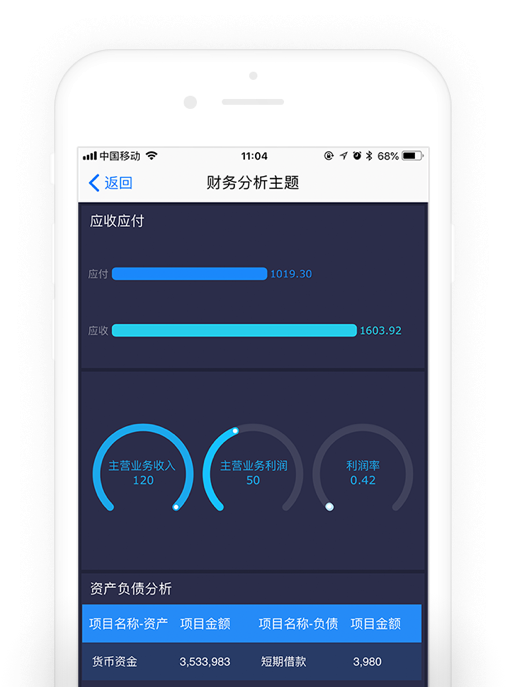 中国移动 11:04 68%
返回 财务分析主题
应收应付
应付 1019.30
应收 1603.92
主营业务收入 主营业务利润 利润率
120 50 0.42
资产负债分析
项目名称-资产 项目金额 项目名称-负债 项目金额
货币资金 3,533,983 短期借款 3,980